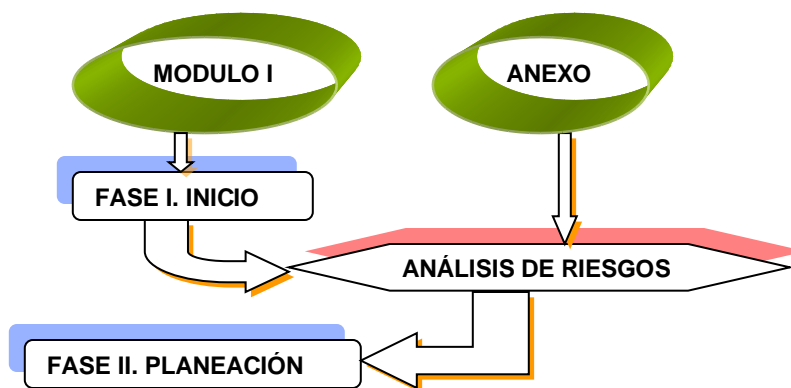 MODULO I
ANEXO
FASE I. INICIO
ANÁLISIS DE RIESGOS
FASE II. PLANEACIÓN